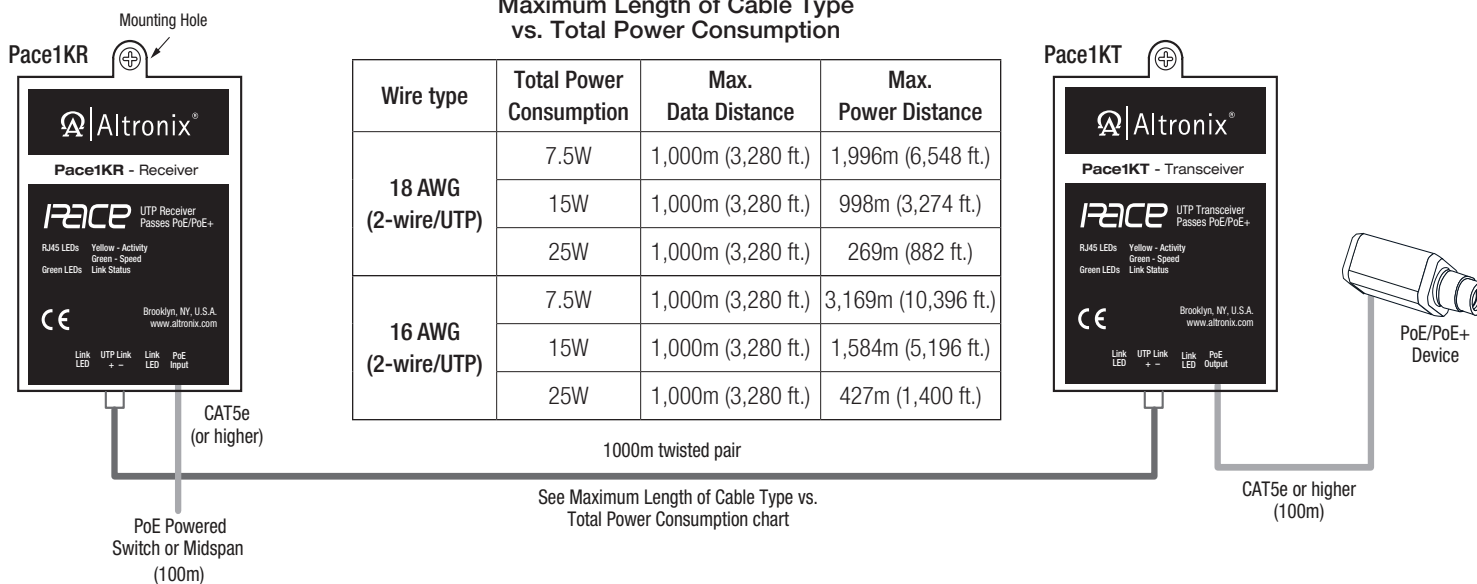 Maximum Length of Cable Type
vs. Total Power Consumption
Mounting Hole
Pace1KR
Altronix®
Pace1KR - Receiver
PACE
UTP Receiver
Passes PoE/PoE+
RJ45 LEDs Yellow - Activity
Green - Speed
Green LEDs Link Status
CE
Brooklyn, NY, U.S.A.
www.altronix.com
Link LED
UTP Link + −
Link LED
PoE Input
CAT5e
(or higher)
PoE Powered
Switch or Midspan
(100m)
Wire type Total Power Consumption Max. Data Distance Max. Power Distance
18 AWG
(2-wire/UTP)
7.5W 1,000m (3,280 ft.) 1,996m (6,548 ft.)
15W 1,000m (3,280 ft.) 998m (3,274 ft.)
25W 1,000m (3,280 ft.) 269m (882 ft.)
16 AWG
(2-wire/UTP)
7.5W 1,000m (3,280 ft.) 3,169m (10,396 ft.)
15W 1,000m (3,280 ft.) 1,584m (5,196 ft.)
25W 1,000m (3,280 ft.) 427m (1,400 ft.)
1000m twisted pair
See Maximum Length of Cable Type vs.
Total Power Consumption chart
Pace1KT
Altronix®
Pace1KT - Transceiver
PACE
UTP Transceiver
Passes PoE/PoE+
RJ45 LEDs Yellow - Activity
Green - Speed
Green LEDs Link Status
CE
Brooklyn, NY, U.S.A.
www.altronix.com
Link LED
UTP Link + −
Link LED
PoE Output
PoE/PoE+
Device
CAT5e or higher
(100m)